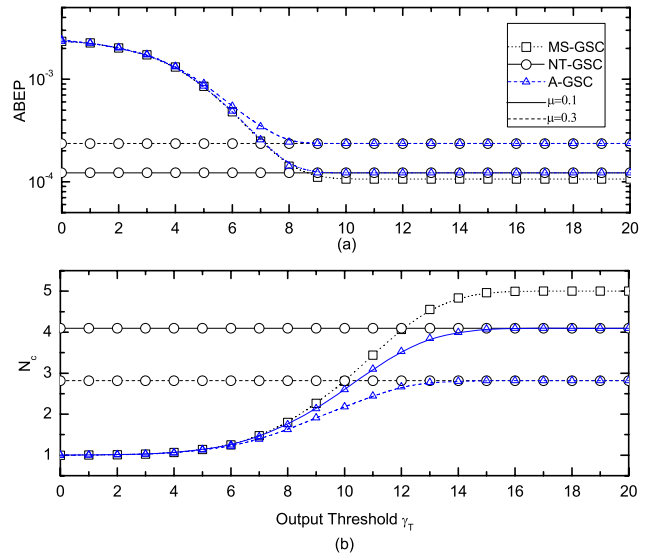 (a)
10⁻³
10⁻⁴
ABEP
MS-GSC
NT-GSC
A-GSC
μ=0.1
μ=0.3
0 2 4 6 8 10 12 14 16 18 20
(a)
5
4
3
2
1
N_c
0 2 4 6 8 10 12 14 16 18 20
Output Threshold γ_T
(b)